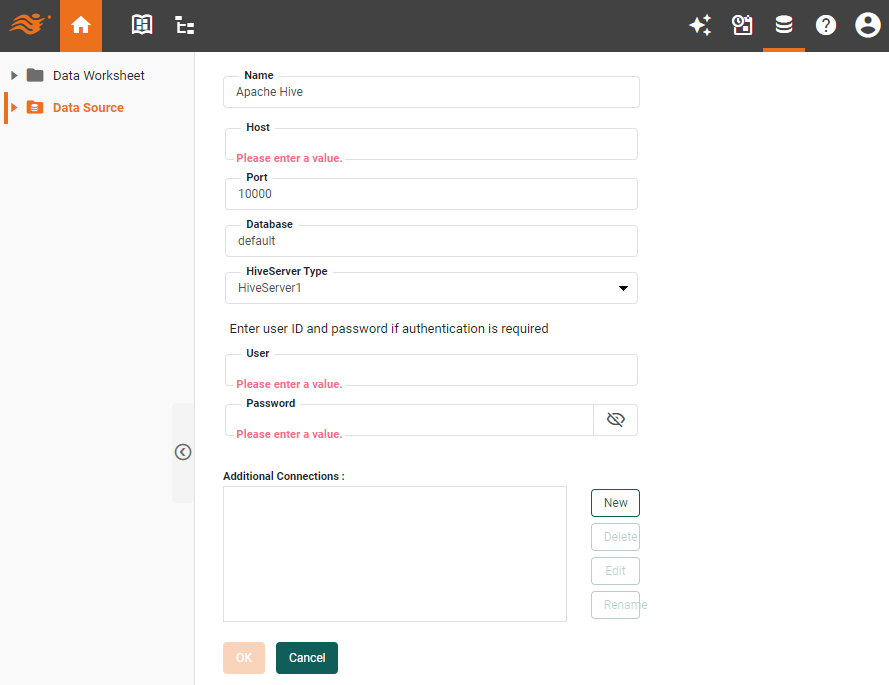 Data Worksheet
Data Source
Name
Apache Hive
Host
Please enter a value.
Port
10000
Database
default
HiveServer Type
HiveServer1
Enter user ID and password if authentication is required
User
Please enter a value.
Password
Please enter a value.
Additional Connections :
New
Delete
Edit
Rename
OK
Cancel